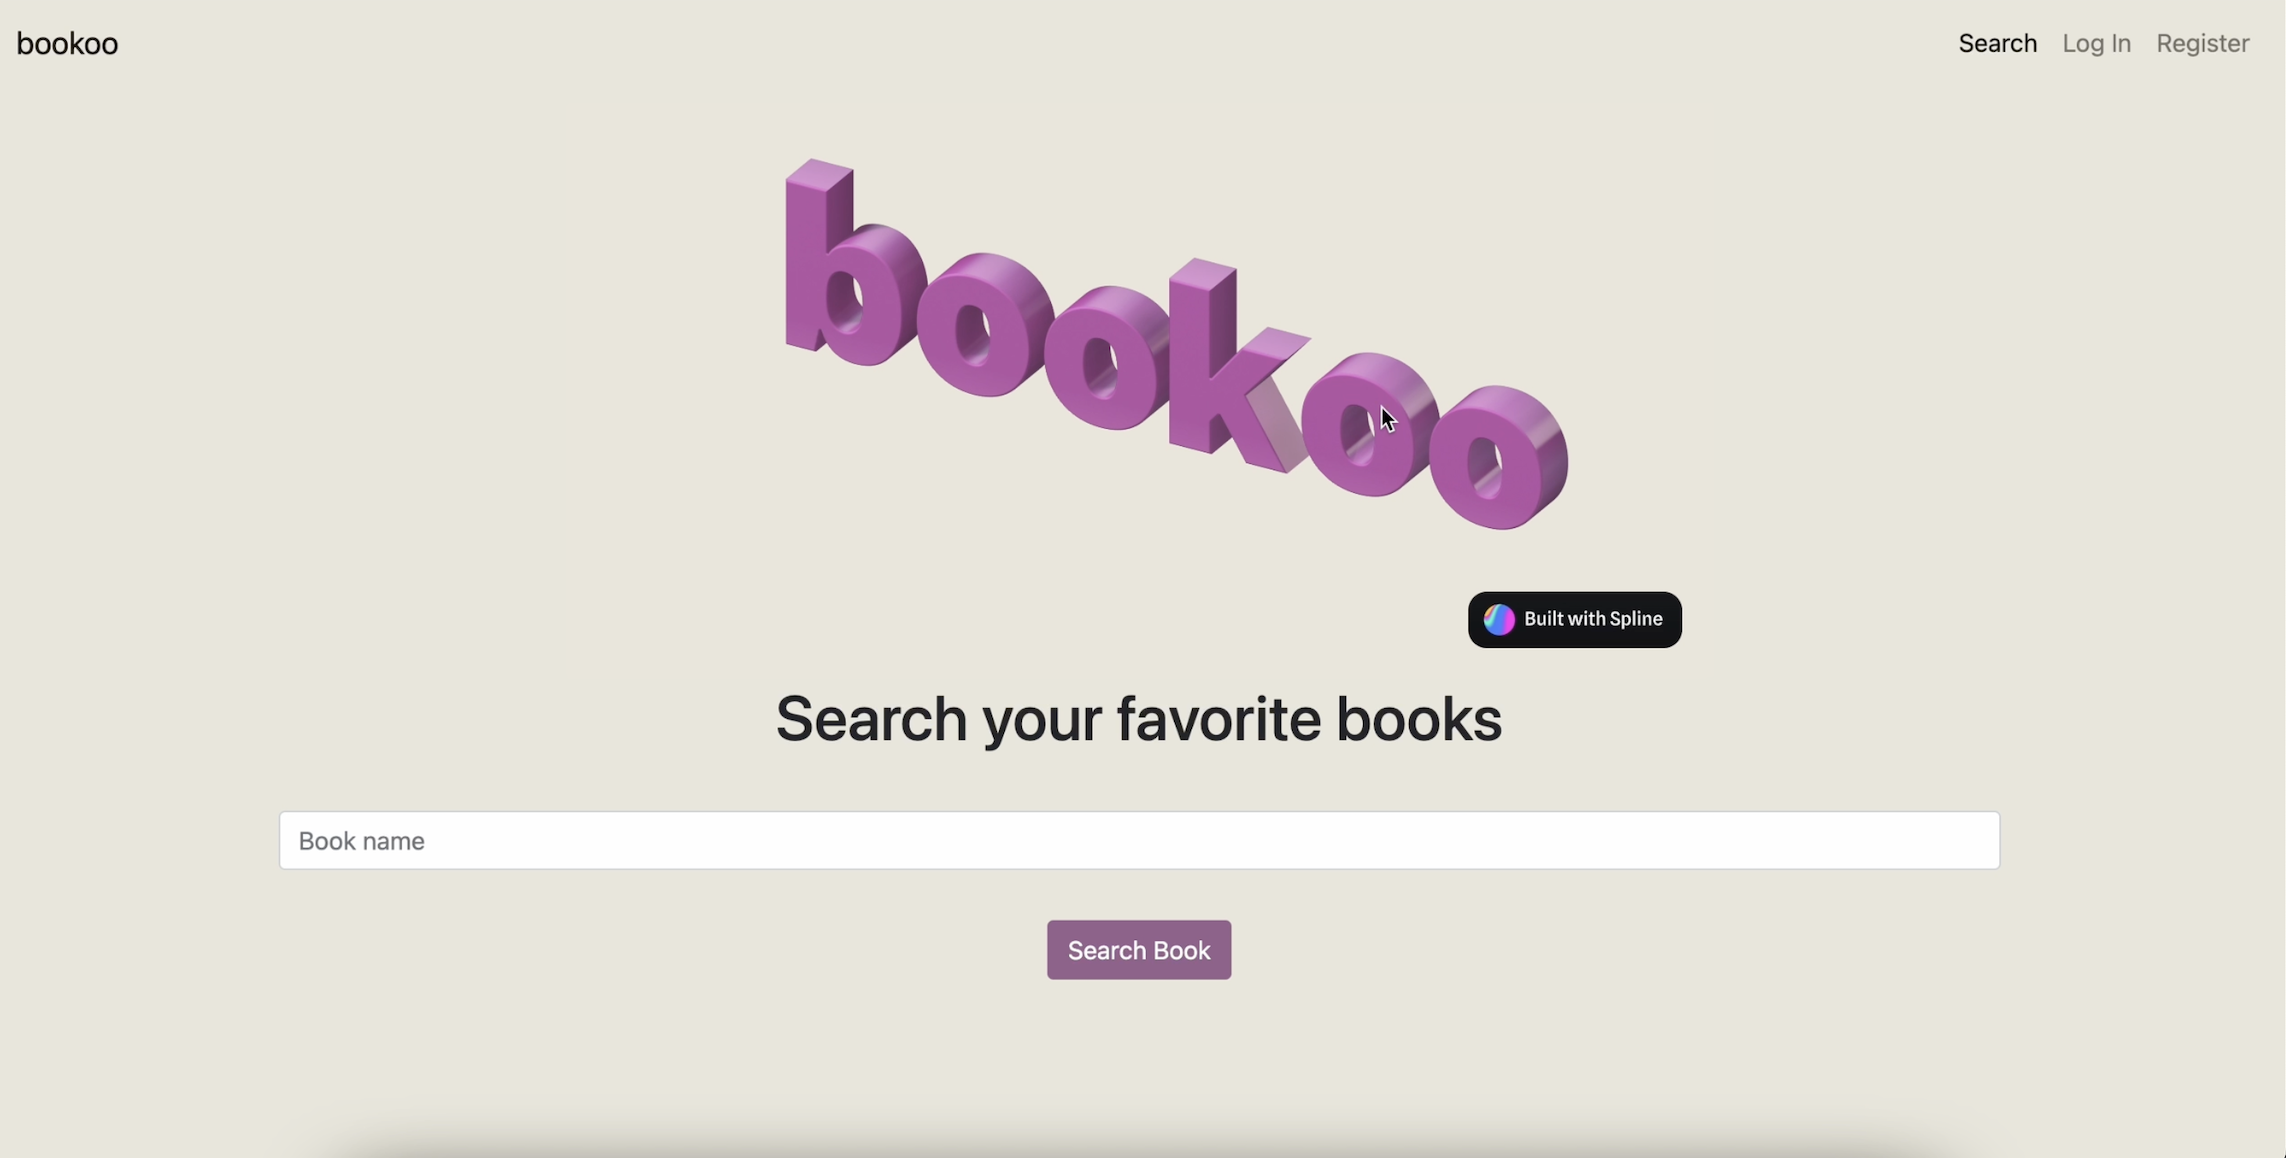 bookoo
Search Log In Register
bookoo
Built with Spline
Search your favorite books
Book name
Search Book